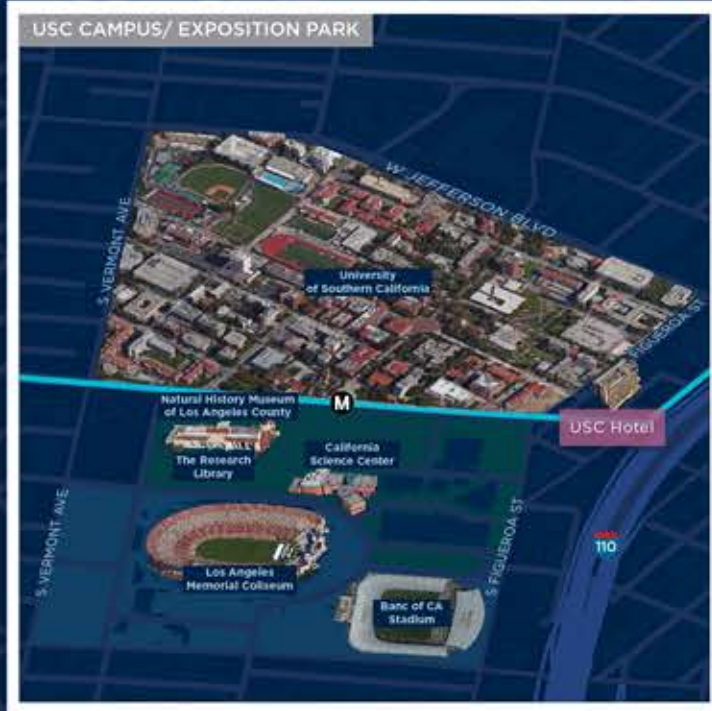 USC CAMPUS/ EXPOSITION PARK
W JEFFERSON BLVD
S VERMONT AVE
University
of Southern California
FIGUEROA ST
Natural History Museum
of Los Angeles County
M
USC Hotel
The Research
Library
California
Science Center
S VERMONT AVE
S FIGUEROA ST
110
Los Angeles
Memorial Coliseum
Banc of CA
Stadium